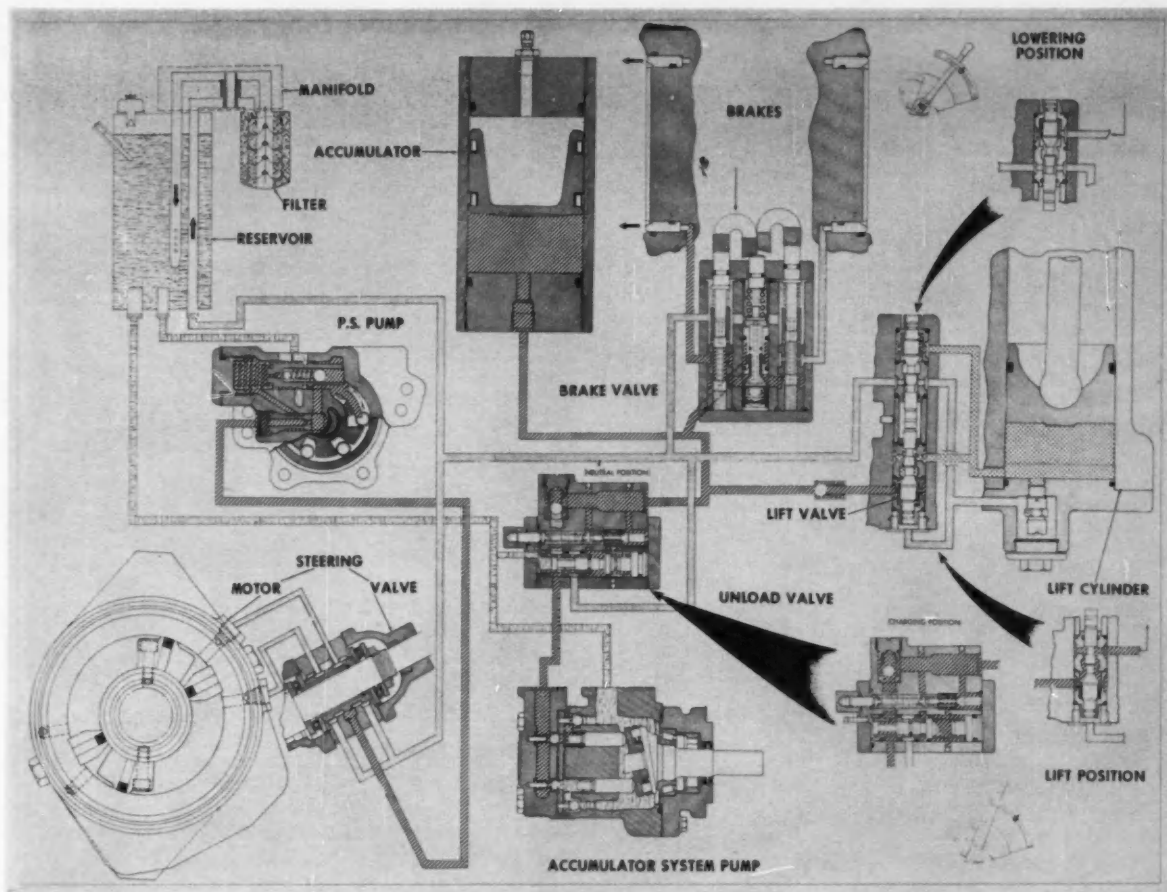 LOWERING
POSITION
MANIFOLD
BRAKES
ACCUMULATOR
FILTER
RESERVOIR
P.S. PUMP
BRAKE VALVE
NEUTRAL POSITION
LIFT VALVE
STEERING
MOTOR
VALVE
UNLOAD VALVE
LIFT CYLINDER
CHARGING POSITION
LIFT POSITION
ACCUMULATOR SYSTEM PUMP